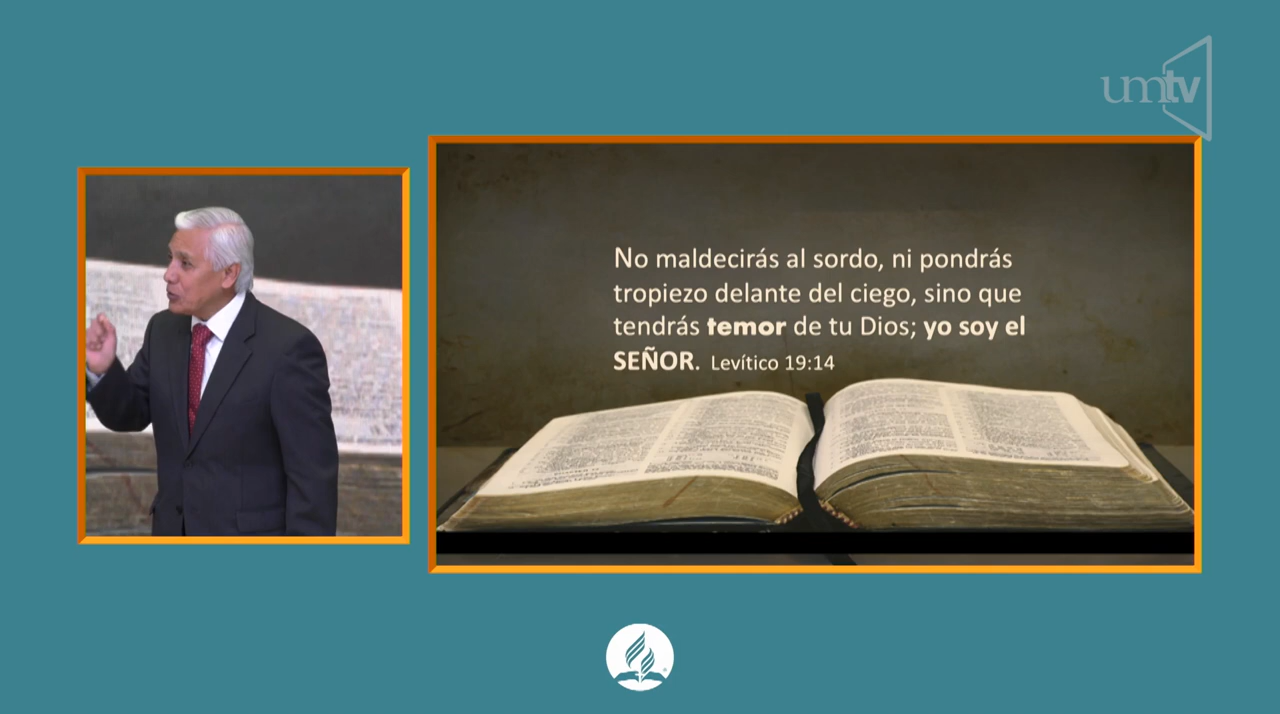 umtv
No maldecirás al sordo, ni pondrás
tropiezo delante del ciego, sino que
tendrás temor de tu Dios; yo soy el
SEÑOR. Levítico 19:14